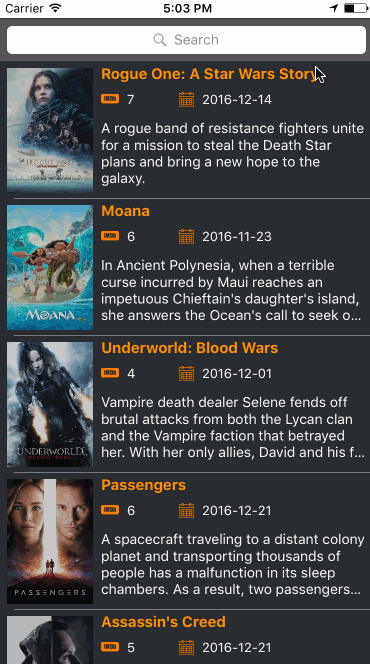 Carrier 5:03 PM
Search
Rogue One: A Star Wars Story
IMDb 7 2016-12-14
A rogue band of resistance fighters unite
for a mission to steal the Death Star
plans and bring a new hope to the
galaxy.
Moana
IMDb 6 2016-11-23
In Ancient Polynesia, when a terrible
curse incurred by Maui reaches an
impetuous Chieftain's daughter's island,
she answers the Ocean's call to seek o...
MOANA
Underworld: Blood Wars
IMDb 4 2016-12-01
Vampire death dealer Selene fends off
brutal attacks from both the Lycan clan
and the Vampire faction that betrayed
her. With her only allies, David and his f...
UNDERWORLD
BLOOD WARS
Passengers
IMDb 6 2016-12-21
A spacecraft traveling to a distant colony
planet and transporting thousands of
people has a malfunction in its sleep
chambers. As a result, two passengers...
PASSENGERS
Assassin's Creed
IMDb 5 2016-12-21